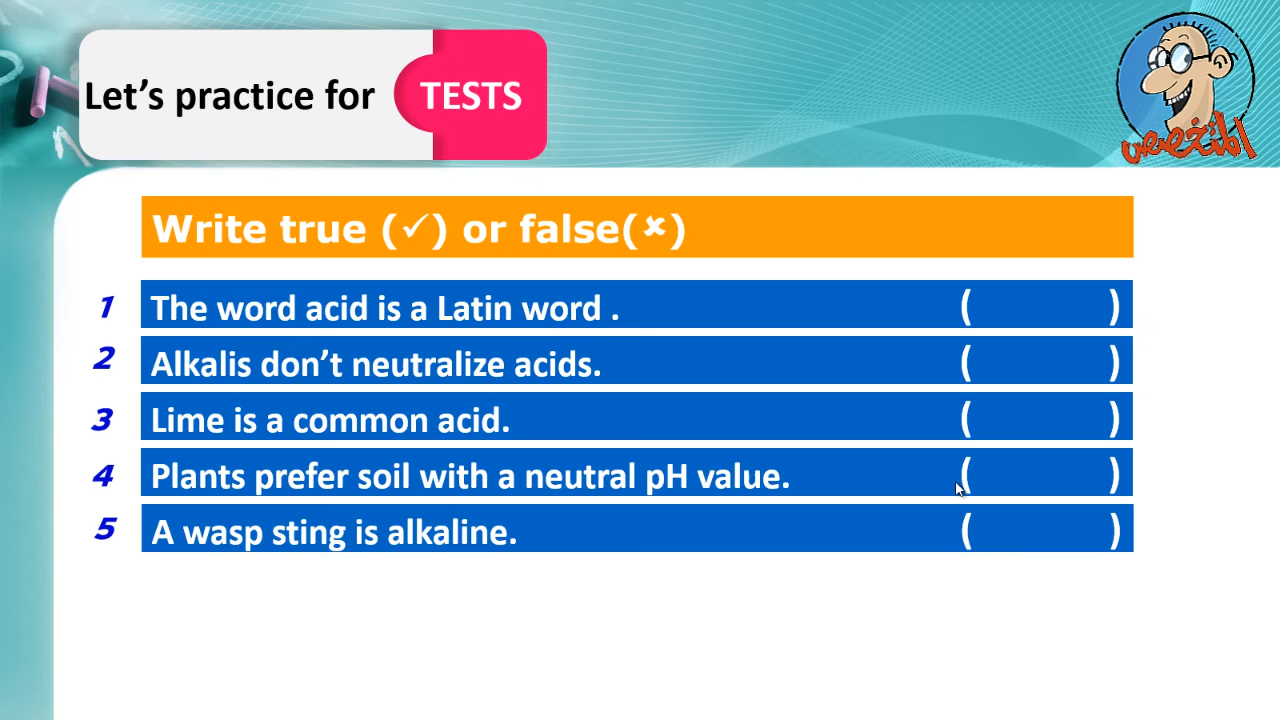 Let's practice for TESTS
المتخصص
Write true (✓) or false(✘)
1 The word acid is a Latin word . ( )
2 Alkalis don't neutralize acids. ( )
3 Lime is a common acid. ( )
4 Plants prefer soil with a neutral pH value. ( )
5 A wasp sting is alkaline. ( )